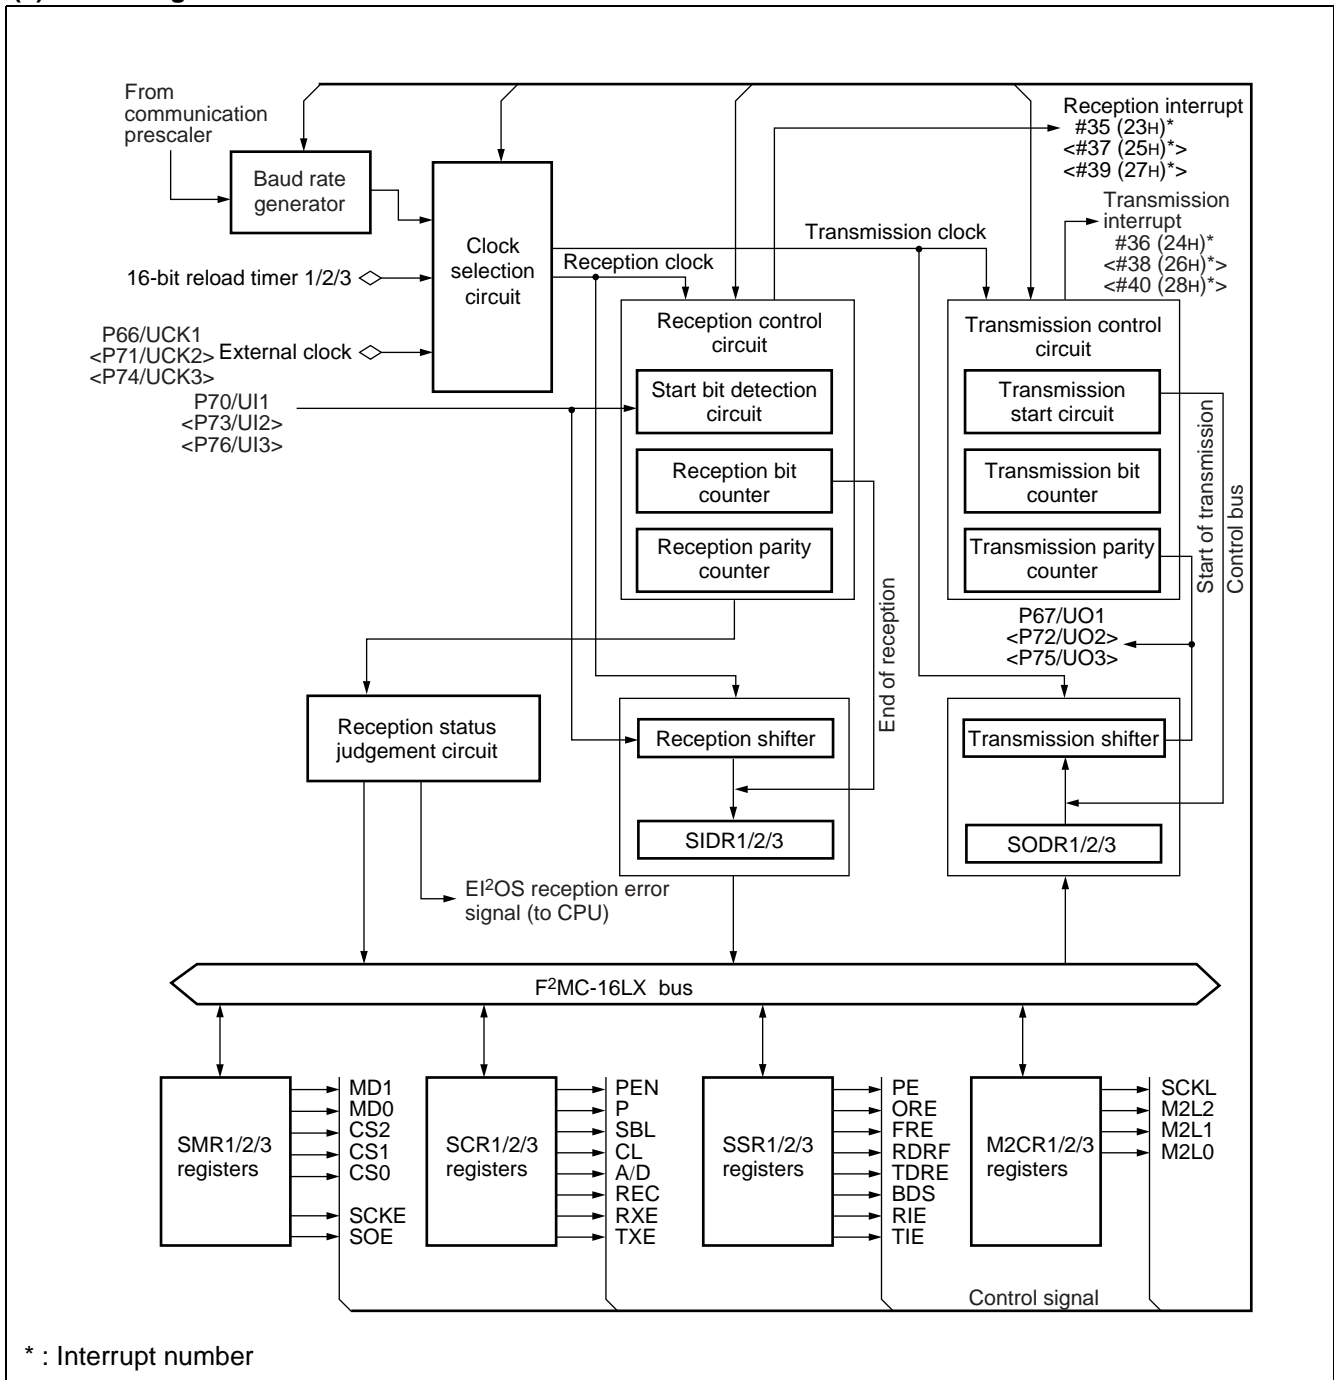 From
communication
prescaler
Baud rate
generator
Clock
selection
circuit
16-bit reload timer 1/2/3
P66/UCK1
<P71/UCK2>
<P74/UCK3>
External clock
P70/UI1
<P73/UI2>
<P76/UI3>
Reception interrupt
#35 (23H)*
<#37 (25H)*>
<#39 (27H)*>
Transmission
interrupt
#36 (24H)*
<#38 (26H)*>
<#40 (28H)*>
Transmission clock
Reception clock
Reception control
circuit
Start bit detection
circuit
Reception bit
counter
Reception parity
counter
Transmission control
circuit
Transmission
start circuit
Transmission bit
counter
Transmission parity
counter
Start of transmission
Control bus
End of reception
P67/UO1
<P72/UO2>
<P75/UO3>
Reception status
judgement circuit
Reception shifter
SIDR1/2/3
Transmission shifter
SODR1/2/3
EI²OS reception error
signal (to CPU)
F²MC-16LX bus
SMR1/2/3
registers
MD1
MD0
CS2
CS1
CS0
SCKE
SOE
SCR1/2/3
registers
PEN
P
SBL
CL
A/D
REC
RXE
TXE
SSR1/2/3
registers
PE
ORE
FRE
RDRF
TDRE
BDS
RIE
TIE
M2CR1/2/3
registers
SCKL
M2L2
M2L1
M2L0
Control signal
* : Interrupt number